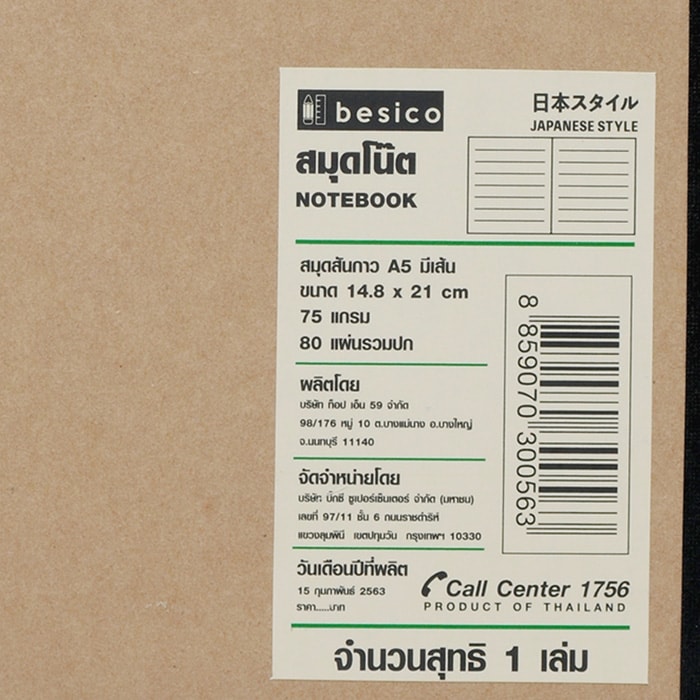 besico
日本スタイル
JAPANESE STYLE
สมุดโน๊ต
NOTEBOOK
สมุดสันกาว A5 มีเส้น
ขนาด 14.8 x 21 cm
75 แกรม
80 แผ่นรวมปก
8 859070 300563
ผลิตโดย
บริษัท ท็อป เอ็น 59 จำกัด
98/176 หมู่ 10 ต.บางแม่นาง อ.บางใหญ่
จ.นนทบุรี 11140
จัดจำหน่ายโดย
บริษัท บิ๊กซี ซูเปอร์เซ็นเตอร์ จำกัด (มหาชน)
เลขที่ 97/11 ชั้น 6 ถนนราชดำริห์
แขวงลุมพินี เขตปทุมวัน กรุงเทพฯ 10330
วันเดือนปีที่ผลิต
15 กุมภาพันธ์ 2563
ราคา.....บาท
Call Center 1756
PRODUCT OF THAILAND
จำนวนสุทธิ 1 เล่ม